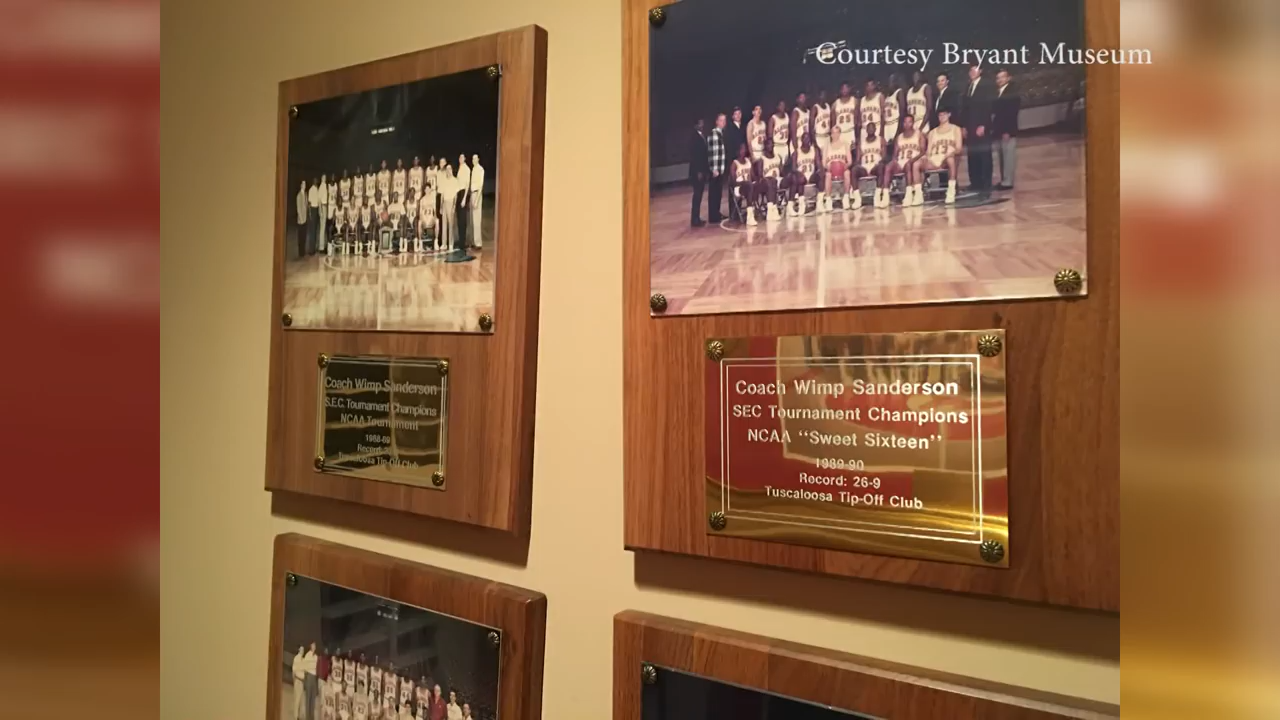 Courtesy Bryant Museum
Coach Wimp Sanderson
S.E.C. Tournament Champions
NCAA Tournament
1988-89
Record:
Tuscaloosa Tip-Off Club
Coach Wimp Sanderson
SEC Tournament Champions
NCAA "Sweet Sixteen"
1989-90
Record: 26-9
Tuscaloosa Tip-Off Club